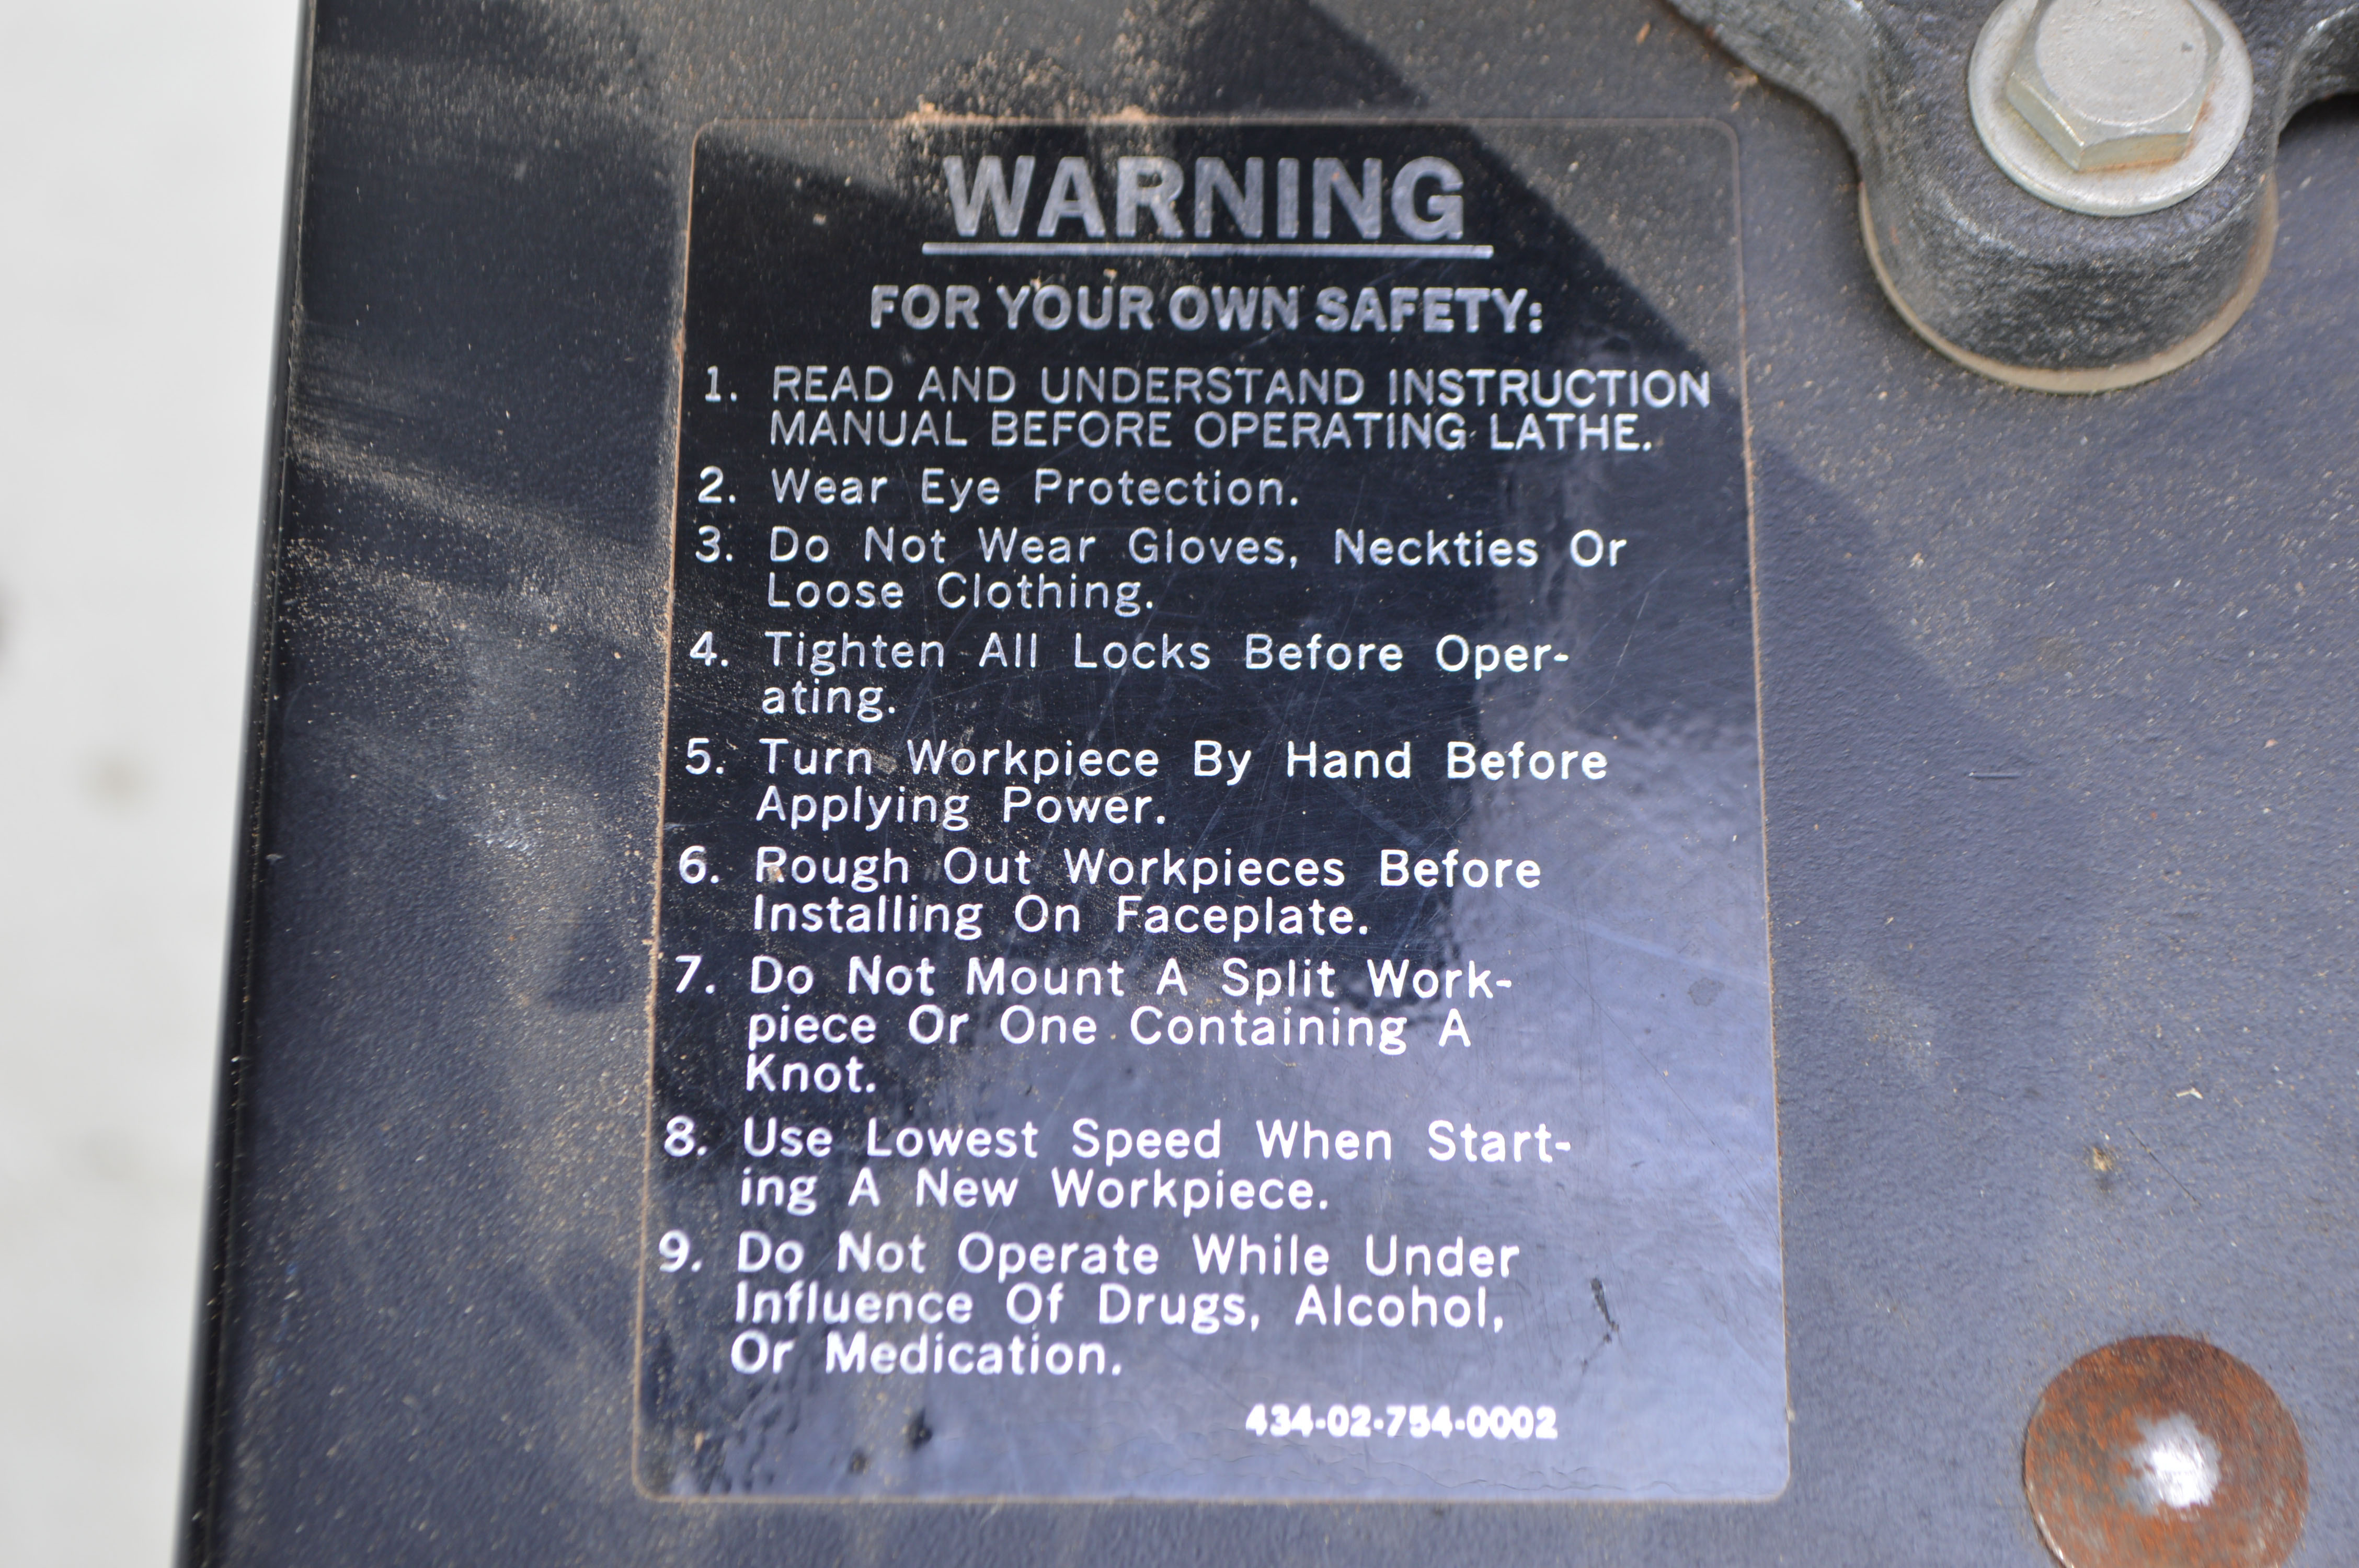 WARNING
FOR YOUR OWN SAFETY:
1. READ AND UNDERSTAND INSTRUCTION
MANUAL BEFORE OPERATING LATHE.
2. Wear Eye Protection.
3. Do Not Wear Gloves, Neckties Or
Loose Clothing.
4. Tighten All Locks Before Oper-
ating.
5. Turn Workpiece By Hand Before
Applying Power.
6. Rough Out Workpieces Before
Installing On Faceplate.
7. Do Not Mount A Split Work-
piece Or One Containing A
Knot.
8. Use Lowest Speed When Start-
ing A New Workpiece.
9. Do Not Operate While Under
Influence Of Drugs, Alcohol,
Or Medication.
434-02-754-0002